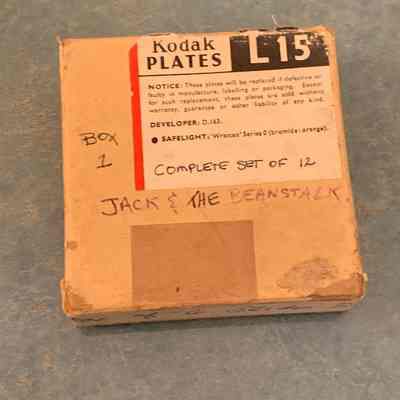 Kodak
PLATES
L 15
NOTICE: These plates will be replaced if defective or
faulty in manufacture, labelling or packaging. Except
for such replacement, these plates are sold without
warranty, guarantee or other liability of any kind.
DEVELOPER: D.163.
SAFELIGHT: 'Wratten' Series 0 (bromide: orange).
BOX
1
COMPLETE SET OF 12
JACK & THE BEANSTALK.